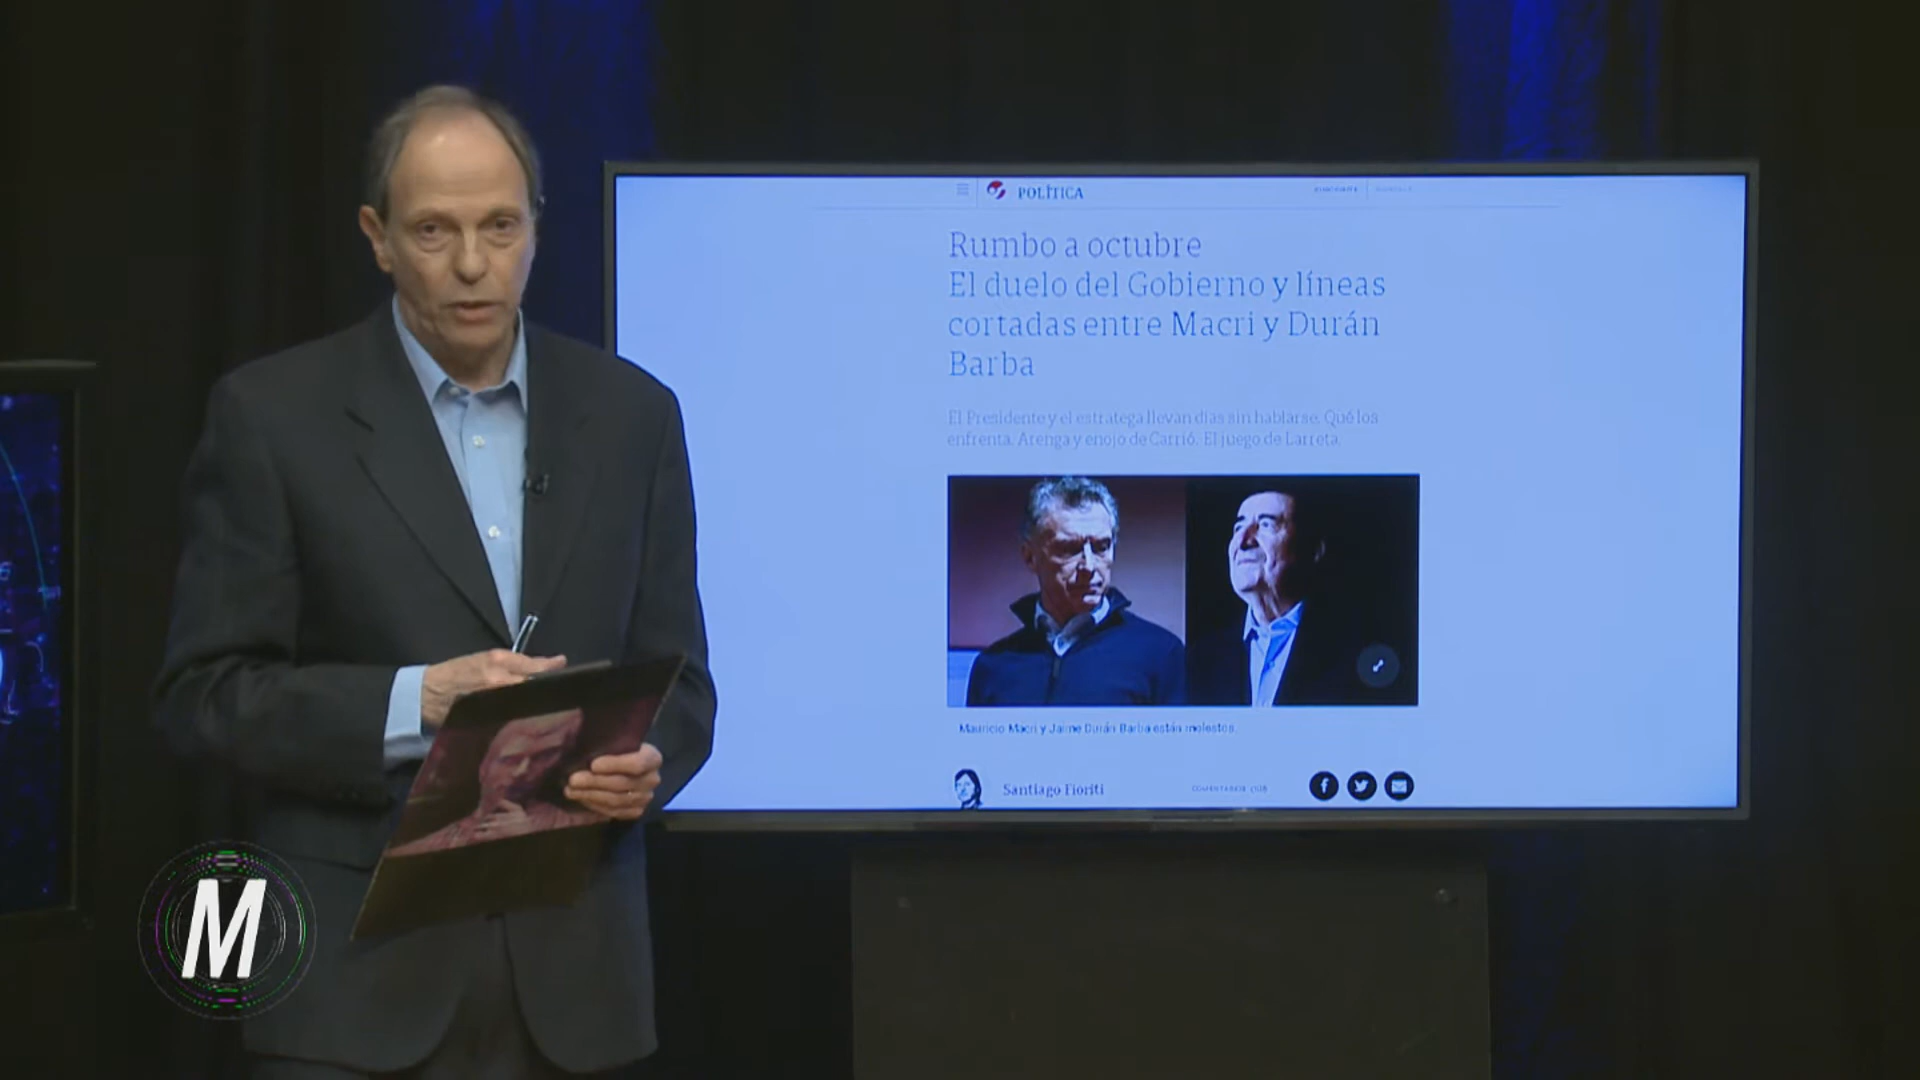 POLÍTICA
Rumbo a octubre
El duelo del Gobierno y líneas
cortadas entre Macri y Durán
Barba
El Presidente y el estratega llevan días sin hablarse. Qué los
enfrenta. Arenga y enojo de Carrió. El juego de Larreta.
Mauricio Macri y Jaime Durán Barba están molestos.
Santiago Fioriti
M